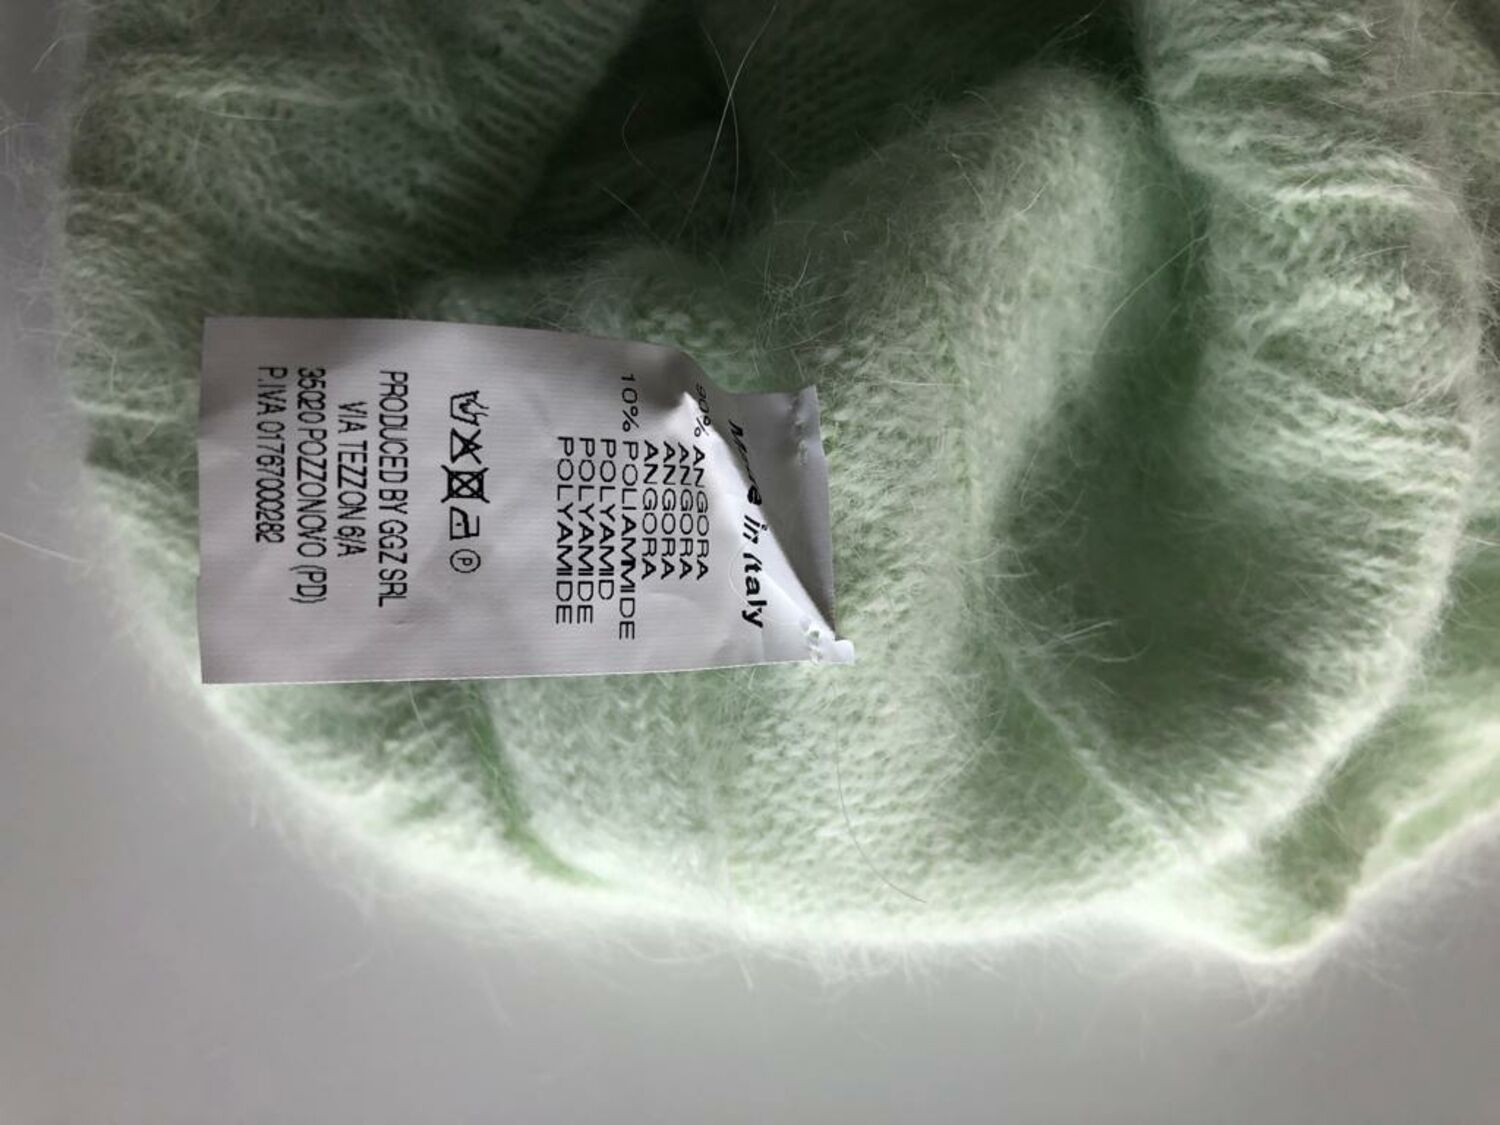 Made in Italy
90% ANGORA
ANGORA
ANGORA
ANGORA
10% POLIAMMIDE
POLYAMID
POLYAMIDE
POLYAMIDE
P
PRODUCED BY GGZ SRL
VIA TEZZON 6/A
35020 POZZONOVO (PD)
P.IVA 01767000282